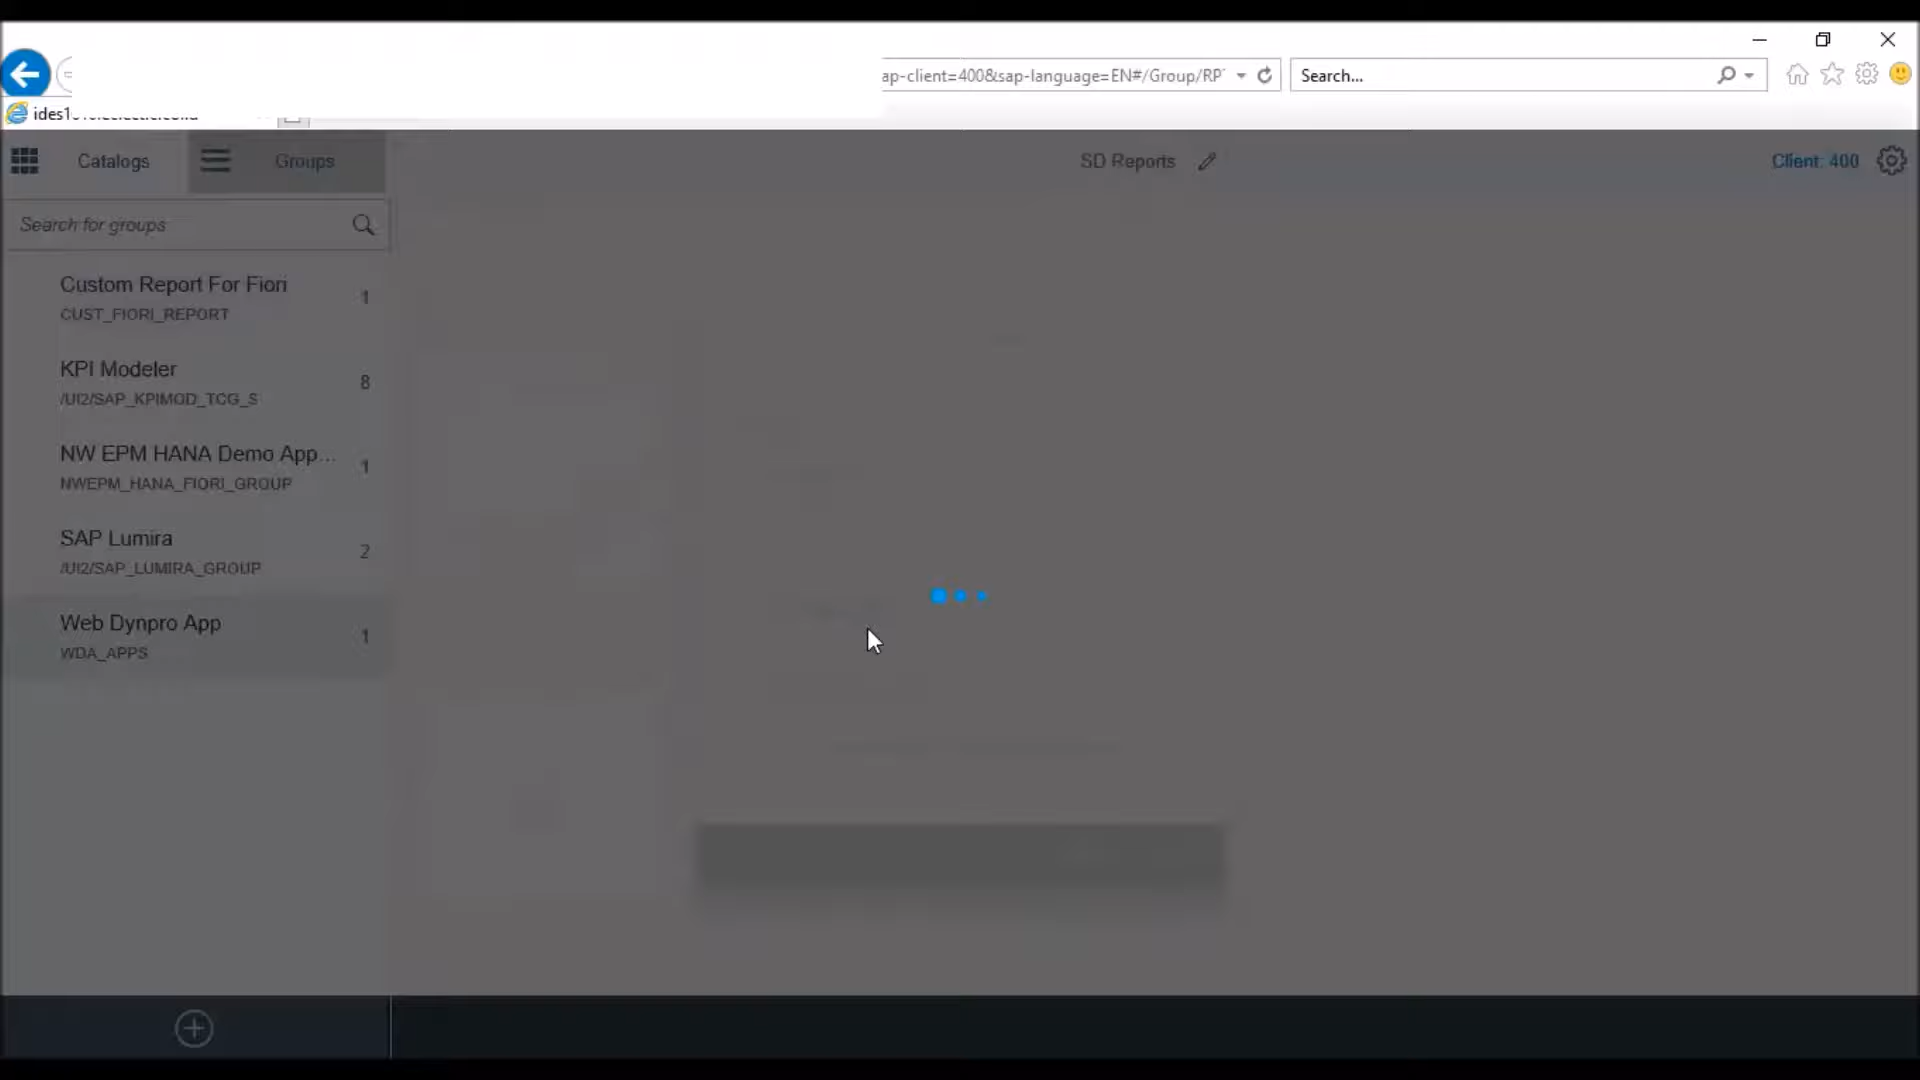 ap-client=400&sap-language=EN#/Group/RP
Search...
Catalogs
Groups
SD Reports
Client: 400
Search for groups
Custom Report For Fiori
1
CUST_FIORI_REPORT
KPI Modeler
8
/UI2/SAP_KPIMOD_TCG_S
NW EPM HANA Demo App...
1
NWEPM_HANA_FIORI_GROUP
SAP Lumira
2
/UI2/SAP_LUMIRA_GROUP
Web Dynpro App
1
WDA_APPS